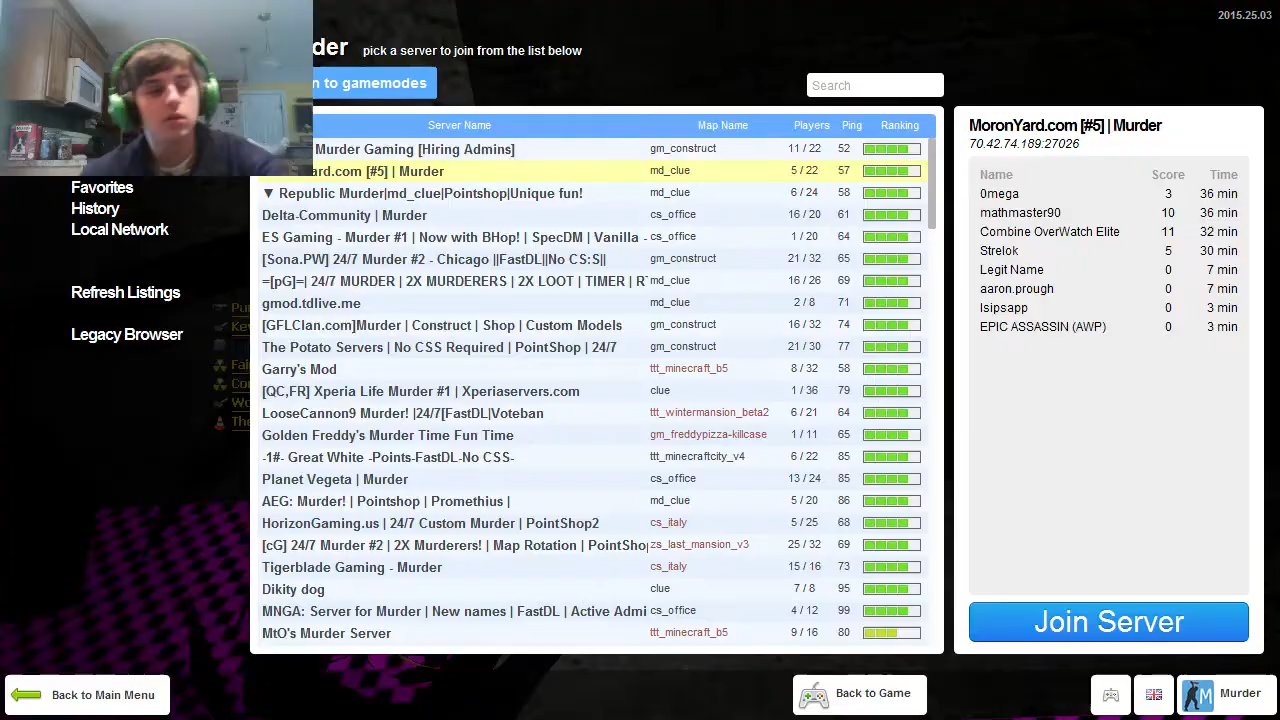 2015.25.03
der pick a server to join from the list below
n to gamemodes
Search
Favorites
History
Local Network
Refresh Listings
Legacy Browser
Server Name Map Name Players Ping Ranking
Murder Gaming [Hiring Admins] gm_construct 11 / 22 52
ard.com [#5] | Murder md_clue 5 / 22 57
▼ Republic Murder|md_clue|Pointshop|Unique fun! md_clue 6 / 24 58
Delta-Community | Murder cs_office 16 / 20 61
ES Gaming - Murder #1 | Now with BHop! | SpecDM | Vanilla - cs_office 1 / 20 64
[Sona.PW] 24/7 Murder #2 - Chicago ||FastDL||No CS:S|| gm_construct 21 / 32 65
=[pG]=| 24/7 MURDER | 2X MURDERERS | 2X LOOT | TIMER | R md_clue 16 / 26 69
gmod.tdlive.me md_clue 2 / 8 71
[GFLClan.com]Murder | Construct | Shop | Custom Models gm_construct 16 / 32 74
The Potato Servers | No CSS Required | PointShop | 24/7 gm_construct 21 / 30 77
Garry's Mod ttt_minecraft_b5 8 / 32 58
[QC,FR] Xperia Life Murder #1 | Xperiaservers.com clue 1 / 36 79
LooseCannon9 Murder! |24/7[FastDL|Voteban ttt_wintermansion_beta2 6 / 21 64
Golden Freddy's Murder Time Fun Time gm_freddypizza-killcase 1 / 11 65
-1#- Great White -Points-FastDL-No CSS- ttt_minecraftcity_v4 6 / 22 85
Planet Vegeta | Murder cs_office 13 / 24 85
AEG: Murder! | Pointshop | Promethius | md_clue 5 / 20 86
HorizonGaming.us | 24/7 Custom Murder | PointShop2 cs_italy 5 / 25 68
[cG] 24/7 Murder #2 | 2X Murderers! | Map Rotation | PointSho zs_last_mansion_v3 25 / 32 69
Tigerblade Gaming - Murder cs_italy 15 / 16 73
Dikity dog clue 7 / 8 95
MNGA: Server for Murder | New names | FastDL | Active Admi cs_office 4 / 12 99
MtO's Murder Server ttt_minecraft_b5 9 / 16 80
MoronYard.com [#5] | Murder
70.42.74.189:27026
Name Score Time
0mega 3 36 min
mathmaster90 10 36 min
Combine OverWatch Elite 11 32 min
Strelok 5 30 min
Legit Name 0 7 min
aaron.prough 0 7 min
lsipsapp 0 3 min
EPIC ASSASSIN (AWP) 0 3 min
Join Server
Back to Main Menu
Back to Game
M Murder